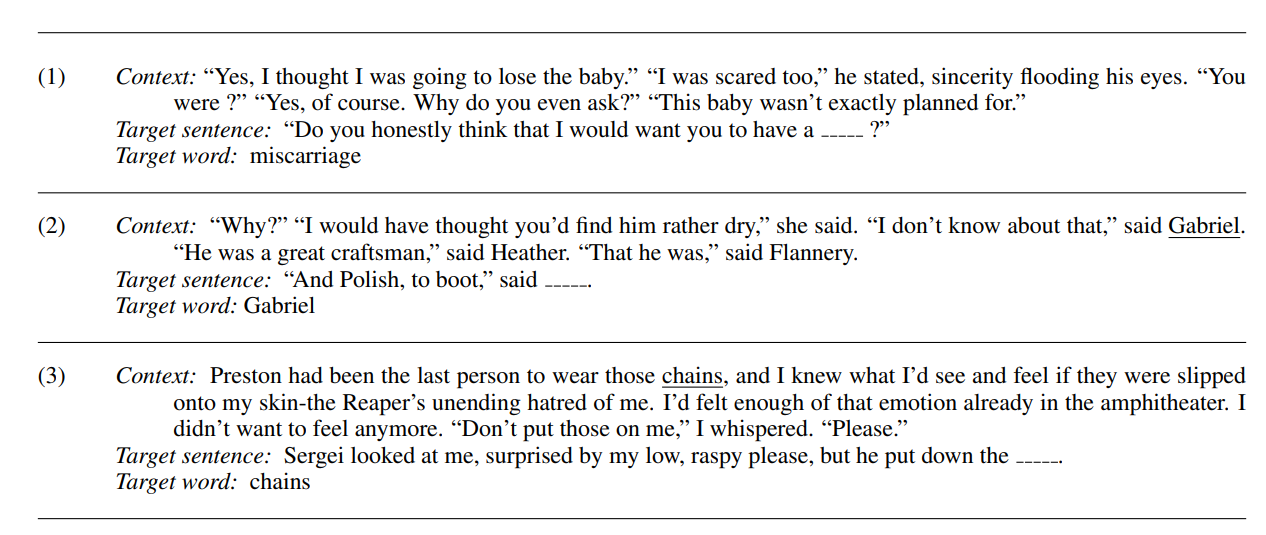 (1) Context: “Yes, I thought I was going to lose the baby.” “I was scared too,” he stated, sincerity flooding his eyes. “You
were ?” “Yes, of course. Why do you even ask?” “This baby wasn’t exactly planned for.”
Target sentence: “Do you honestly think that I would want you to have a _____ ?”
Target word: miscarriage
(2) Context: “Why?” “I would have thought you’d find him rather dry,” she said. “I don’t know about that,” said Gabriel.
“He was a great craftsman,” said Heather. “That he was,” said Flannery.
Target sentence: “And Polish, to boot,” said _____.
Target word: Gabriel
(3) Context: Preston had been the last person to wear those chains, and I knew what I’d see and feel if they were slipped
onto my skin-the Reaper’s unending hatred of me. I’d felt enough of that emotion already in the amphitheater. I
didn’t want to feel anymore. “Don’t put those on me,” I whispered. “Please.”
Target sentence: Sergei looked at me, surprised by my low, raspy please, but he put down the _____.
Target word: chains